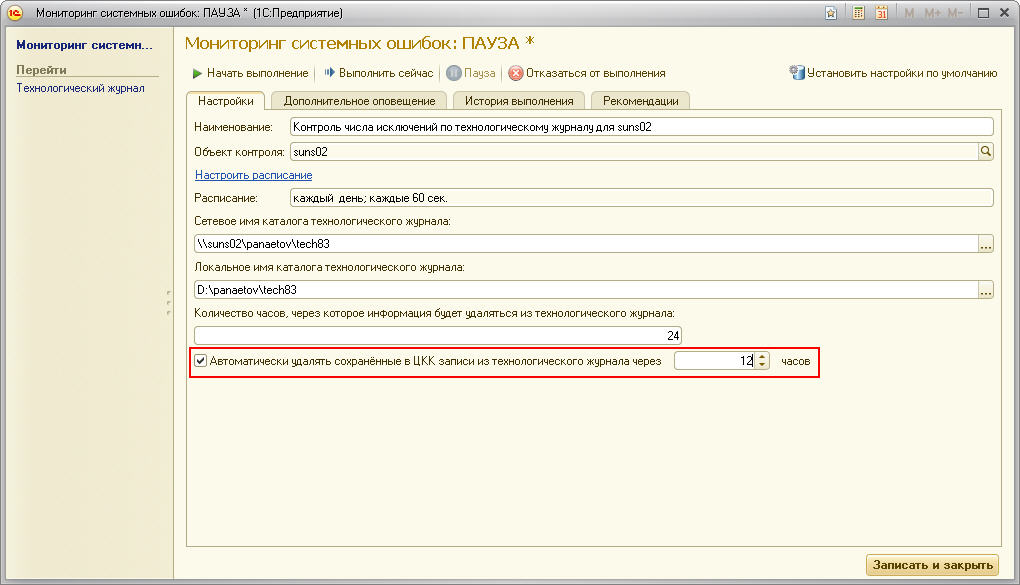 Мониторинг системных ошибок: ПАУЗА * (1С:Предприятие)
31 M M+ M-
Мониторинг системн...
Перейти
Технологический журнал
Мониторинг системных ошибок: ПАУЗА *
Начать выполнение Выполнить сейчас Пауза Отказаться от выполнения Установить настройки по умолчанию
Настройки Дополнительное оповещение История выполнения Рекомендации
Наименование: Контроль числа исключений по технологическому журналу для suns02
Объект контроля: suns02
Настроить расписание
Расписание: каждый день; каждые 60 сек.
Сетевое имя каталога технологического журнала:
\\suns02\panaetov\tech83 ...
Локальное имя каталога технологического журнала:
D:\panaetov\tech83 ...
Количество часов, через которое информация будет удаляться из технологического журнала:
24
Автоматически удалять сохранённые в ЦКК записи из технологического журнала через 12 часов
Записать и закрыть